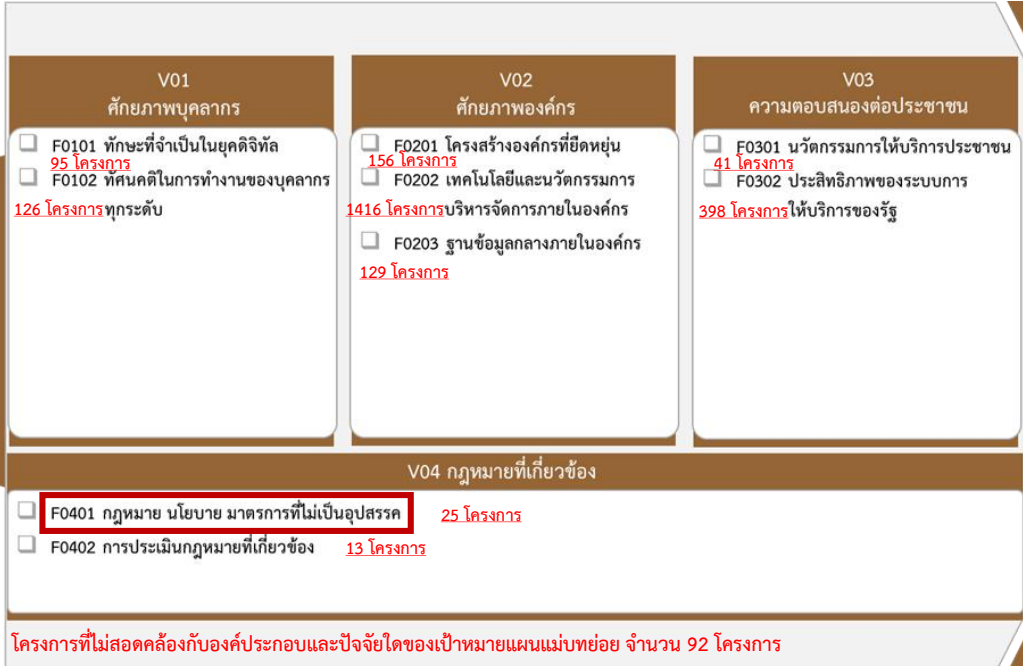 V01
ศักยภาพบุคลากร
F0101 ทักษะที่จำเป็นในยุคดิจิทัล
95 โครงการ
F0102 ทัศนคติในการทำงานของบุคลากร
126 โครงการทุกระดับ
V02
ศักยภาพองค์กร
F0201 โครงสร้างองค์กรที่ยืดหยุ่น
156 โครงการ
F0202 เทคโนโลยีและนวัตกรรมการ
1416 โครงการบริหารจัดการภายในองค์กร
F0203 ฐานข้อมูลกลางภายในองค์กร
129 โครงการ
V03
ความตอบสนองต่อประชาชน
F0301 นวัตกรรมการให้บริการประชาชน
41 โครงการ
F0302 ประสิทธิภาพของระบบการ
398 โครงการให้บริการของรัฐ
V04 กฎหมายที่เกี่ยวข้อง
F0401 กฎหมาย นโยบาย มาตรการที่ไม่เป็นอุปสรรค 25 โครงการ
F0402 การประเมินกฎหมายที่เกี่ยวข้อง 13 โครงการ
โครงการที่ไม่สอดคล้องกับองค์ประกอบและปัจจัยใดของเป้าหมายแผนแม่บทย่อย จำนวน 92 โครงการ